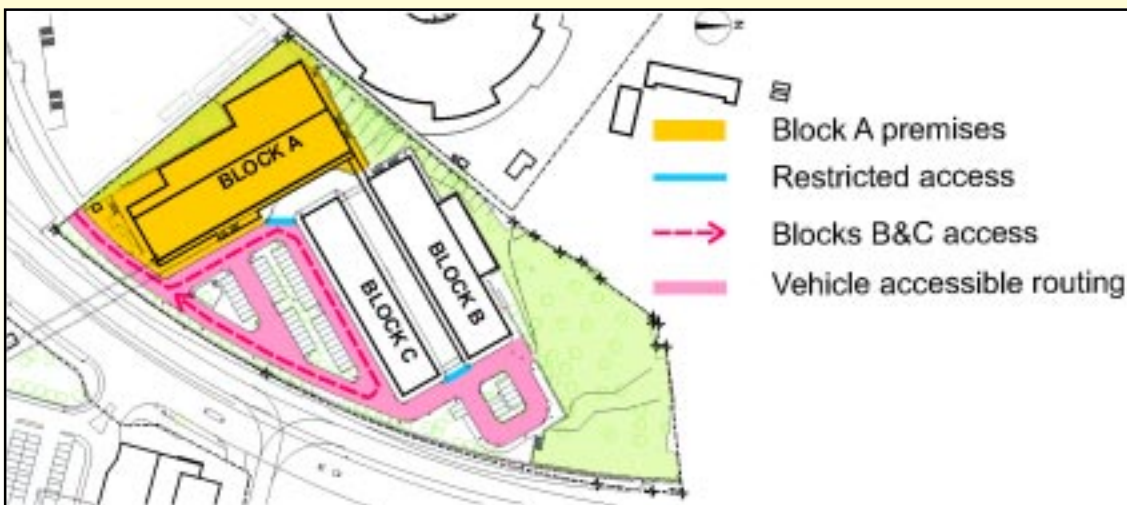 N
Block A premises
Restricted access
Blocks B&C access
Vehicle accessible routing
BLOCK A
BLOCK B
BLOCK C